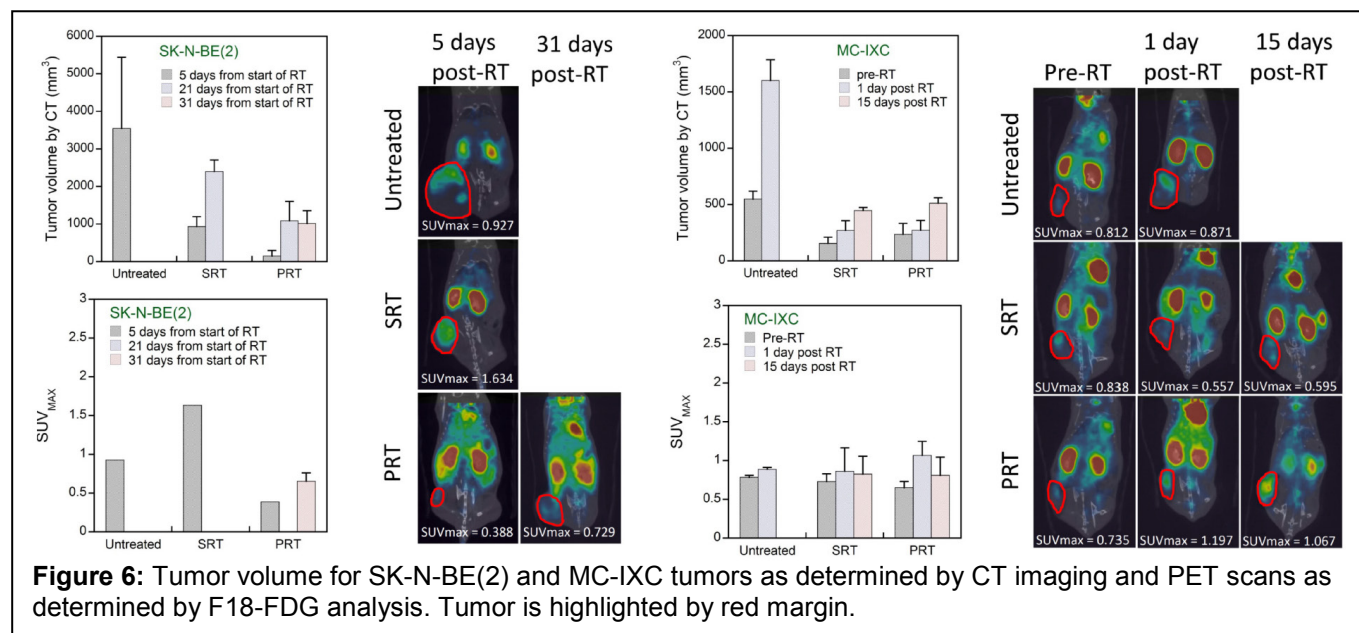 SK-N-BE(2)
5 days from start of RT
21 days from start of RT
31 days from start of RT
Tumor volume by CT (mm³)
6000
5000
4000
3000
2000
1000
0
Untreated SRT PRT
SK-N-BE(2)
5 days from start of RT
21 days from start of RT
31 days from start of RT
SUVMAX
3
2.5
2
1.5
1
0.5
0
Untreated SRT PRT
5 days 31 days
post-RT post-RT
Untreated
SUVmax = 0.927
SRT
SUVmax = 1.634
PRT
SUVmax = 0.388 SUVmax = 0.729
MC-IXC
pre-RT
1 day post RT
15 days post RT
Tumor volume by CT (mm³)
2000
1500
1000
500
0
Untreated SRT PRT
MC-IXC
Pre-RT
1 day post RT
15 days post RT
SUVMAX
3
2.5
2
1.5
1
0.5
0
Untreated SRT PRT
1 day 15 days
Pre-RT post-RT post-RT
Untreated
SUVmax = 0.812 SUVmax = 0.871
SRT
SUVmax = 0.838 SUVmax = 0.557 SUVmax = 0.595
PRT
SUVmax = 0.735 SUVmax = 1.197 SUVmax = 1.067
Figure 6: Tumor volume for SK-N-BE(2) and MC-IXC tumors as determined by CT imaging and PET scans as
determined by F18-FDG analysis. Tumor is highlighted by red margin.